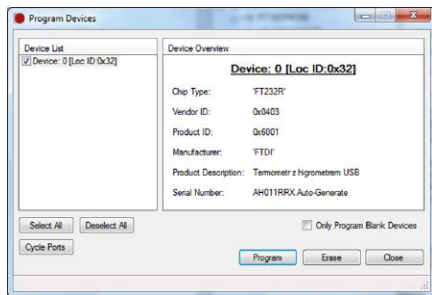 Program Devices
Device List
Device: 0 [Loc ID:0x32]
Device Overview
Device: 0 [Loc ID:0x32]
Chip Type: 'FT232R'
Vendor ID: 0x0403
Product ID: 0x6001
Manufacturer: 'FTDI'
Product Description: Termometr z higrometrem USB
Serial Number: AH011RRX Auto-Generate
Select All Deselect All
Only Program Blank Devices
Cycle Ports
Program Erase Close